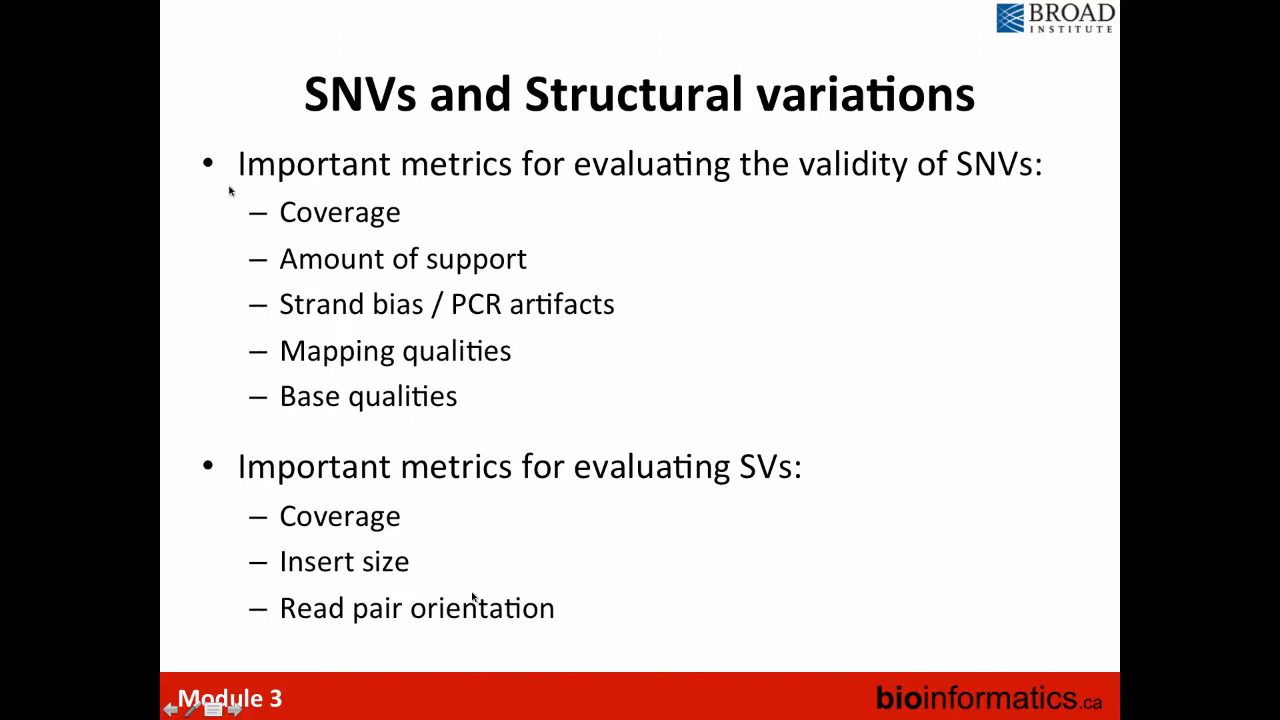 BROAD
INSTITUTE
SNVs and Structural variations
• Important metrics for evaluating the validity of SNVs:
– Coverage
– Amount of support
– Strand bias / PCR artifacts
– Mapping qualities
– Base qualities
• Important metrics for evaluating SVs:
– Coverage
– Insert size
– Read pair orientation
Module 3
bioinformatics.ca